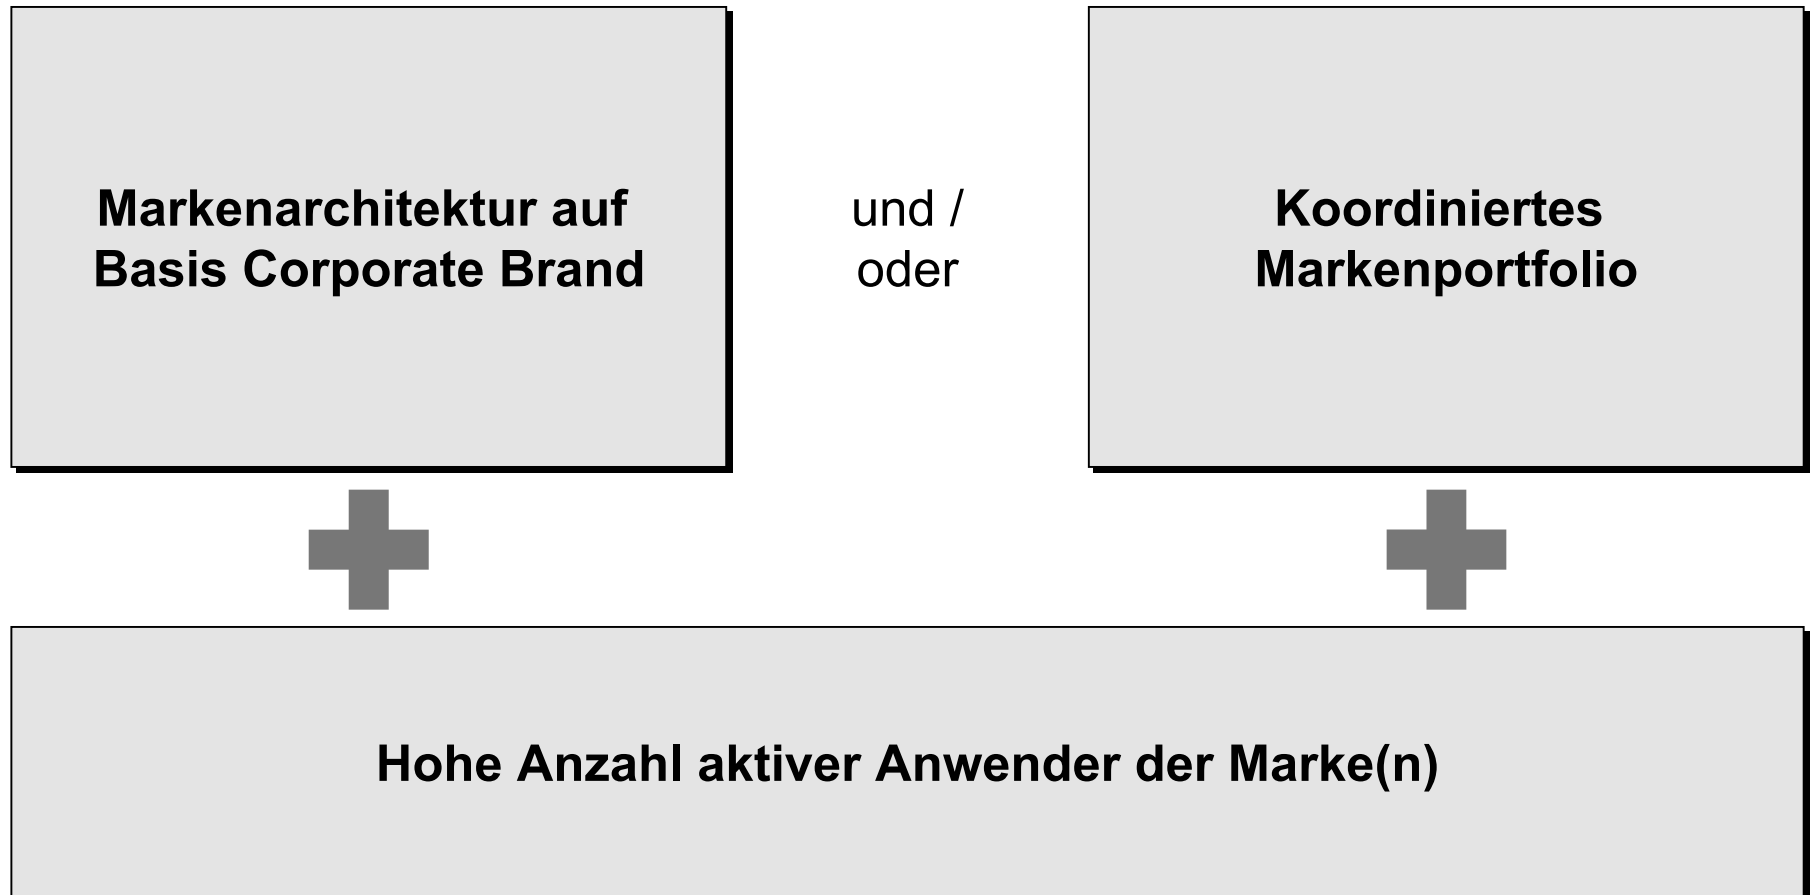 Markenarchitektur auf
Basis Corporate Brand
und /
oder
Koordiniertes
Markenportfolio
Hohe Anzahl aktiver Anwender der Marke(n)